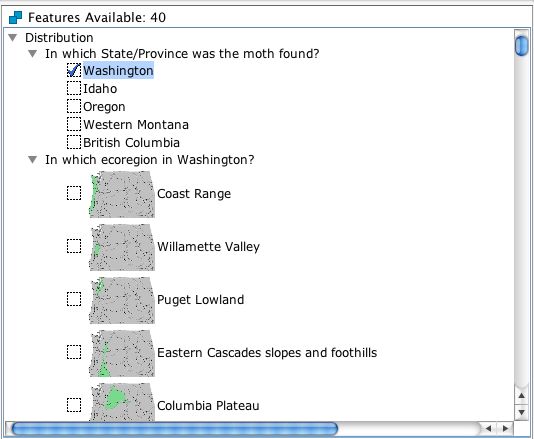 Features Available: 40
Distribution
In which State/Province was the moth found?
Washington
Idaho
Oregon
Western Montana
British Columbia
In which ecoregion in Washington?
Coast Range
Willamette Valley
Puget Lowland
Eastern Cascades slopes and foothills
Columbia Plateau